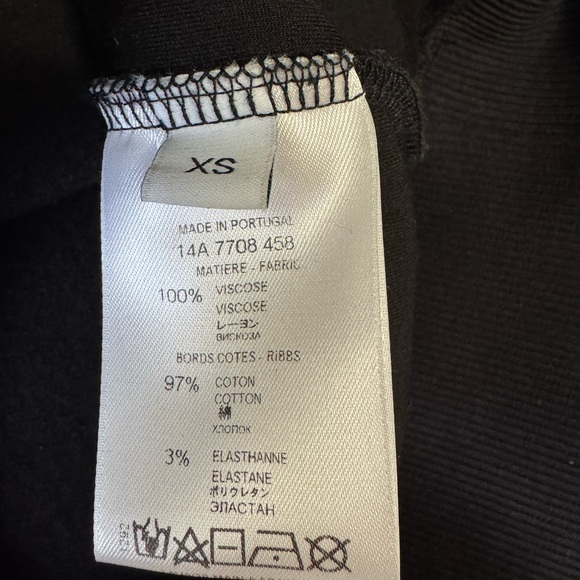 XS
MADE IN PORTUGAL
14A 7708 458
MATIERE - FABRIC
100% VISCOSE
VISCOSE
レーヨン
ВИСКОЗА
BORDS COTES - RIBBS
97% COTON
COTTON
綿
ХЛОПОК
3% ELASTHANNE
ELASTANE
ポリウレタン
ЭЛАСТАН